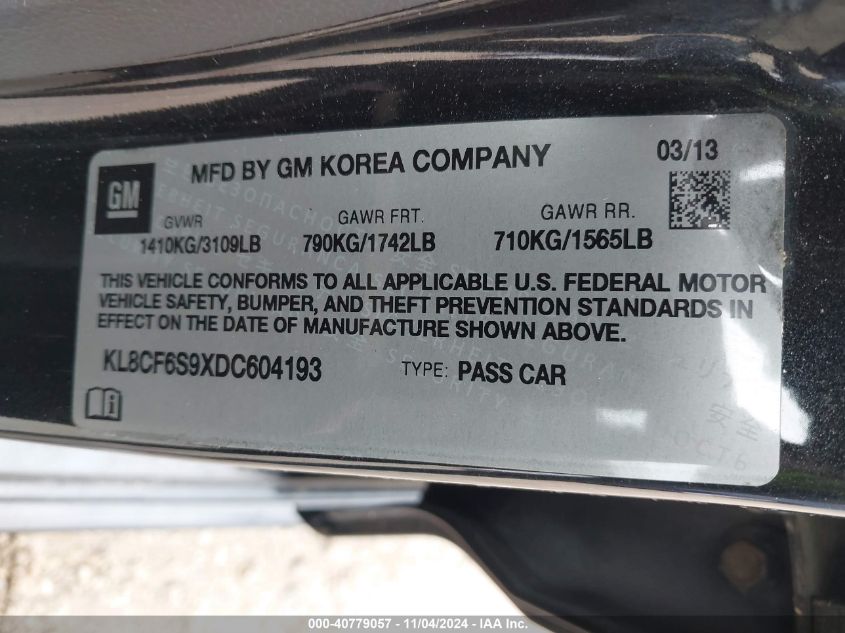 MFD BY GM KOREA COMPANY 03/13
GM
GVWR GAWR FRT. GAWR RR.
1410KG/3109LB 790KG/1742LB 710KG/1565LB
THIS VEHICLE CONFORMS TO ALL APPLICABLE U.S. FEDERAL MOTOR
VEHICLE SAFETY, BUMPER, AND THEFT PREVENTION STANDARDS IN
EFFECT ON THE DATE OF MANUFACTURE SHOWN ABOVE.
KL8CF6S9XDC604193 TYPE: PASS CAR
000-40779057 - 11/04/2024 - IAAI.COM